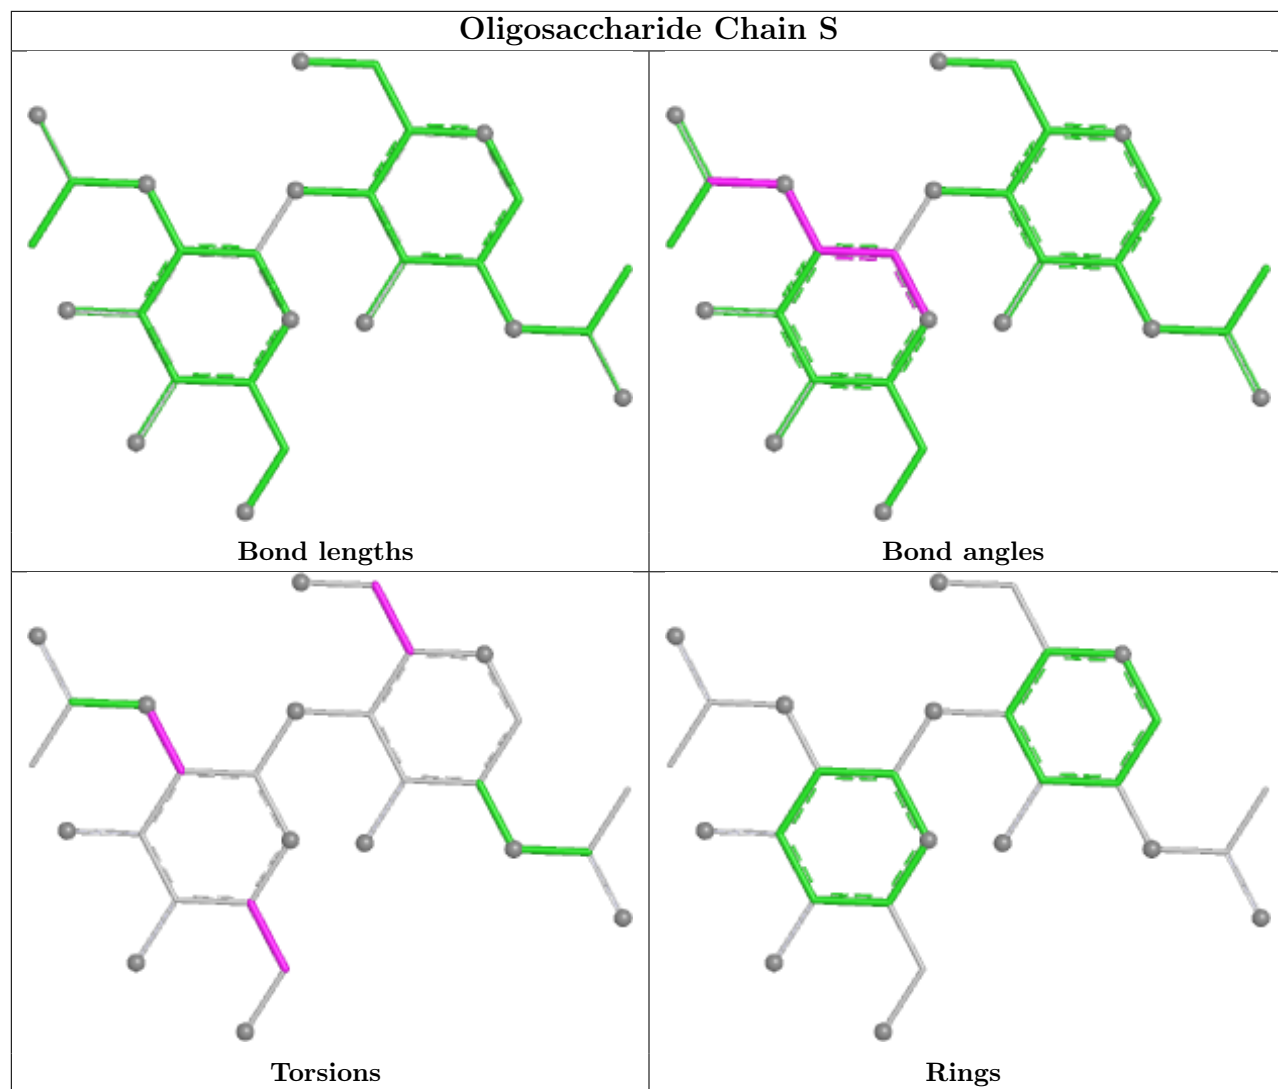 Oligosaccharide Chain S
Bond lengths
Bond angles
Torsions
Rings